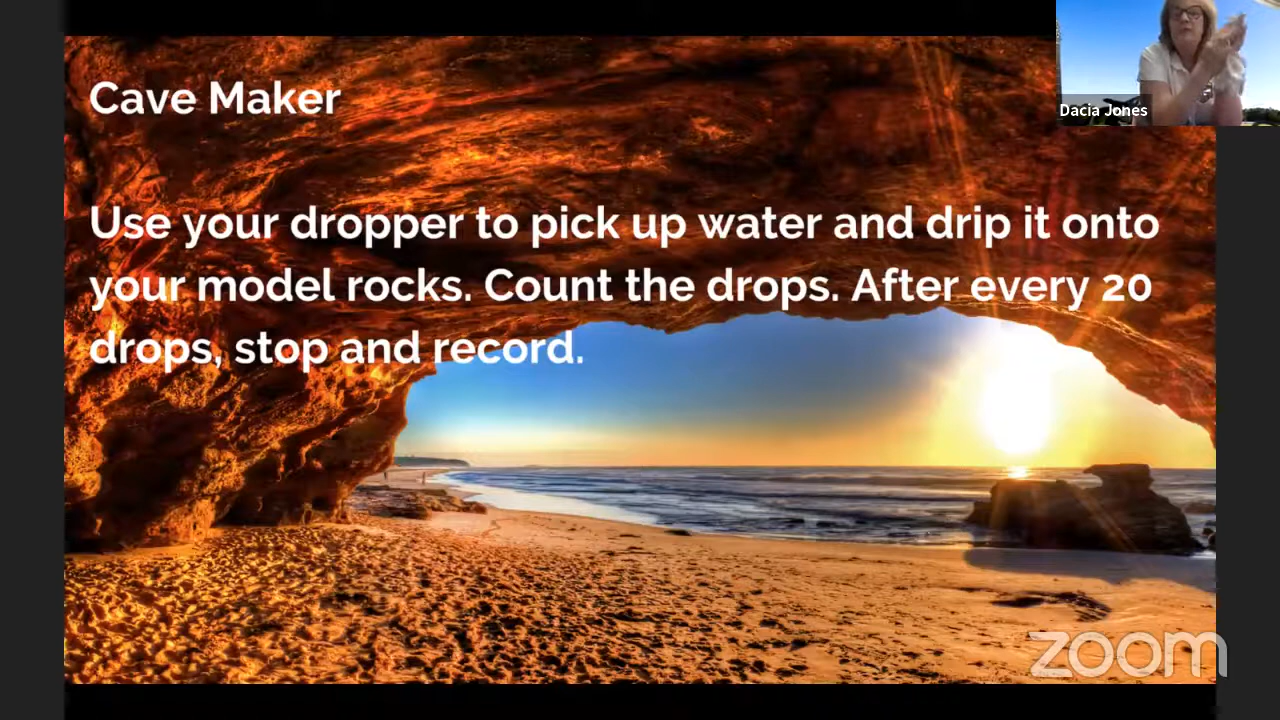 Cave Maker
Use your dropper to pick up water and drip it onto
your model rocks. Count the drops. After every 20
drops, stop and record.
Dacia Jones
zoom